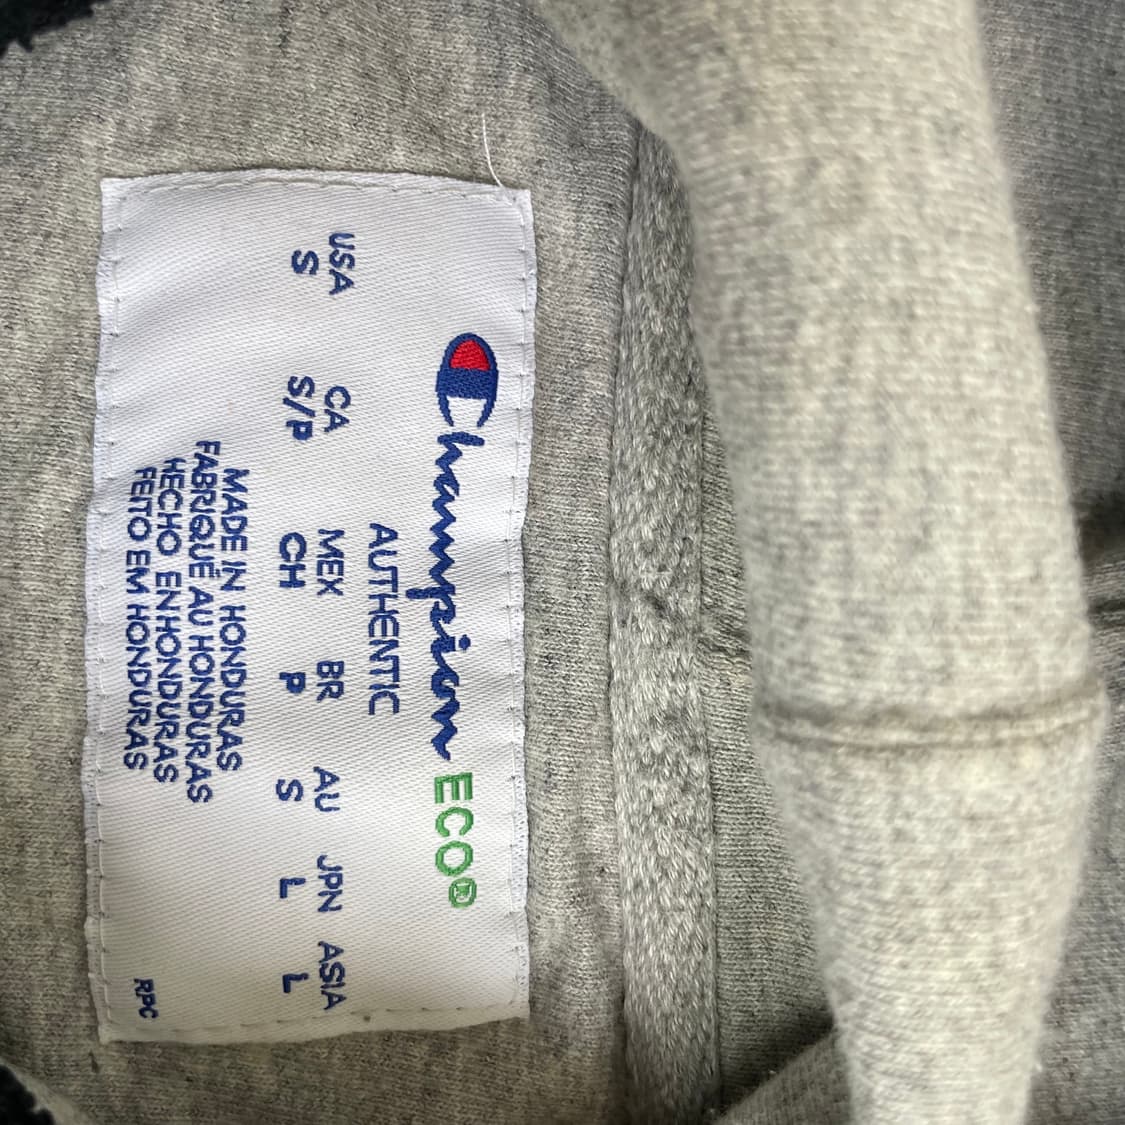 Champion ECO®
AUTHENTIC
USA CA MEX BR AU JPN ASIA
S S/P CH P S L L
MADE IN HONDURAS
FABRIQUÉ AU HONDURAS
HECHO EN HONDURAS
FEITO EM HONDURAS
RPC